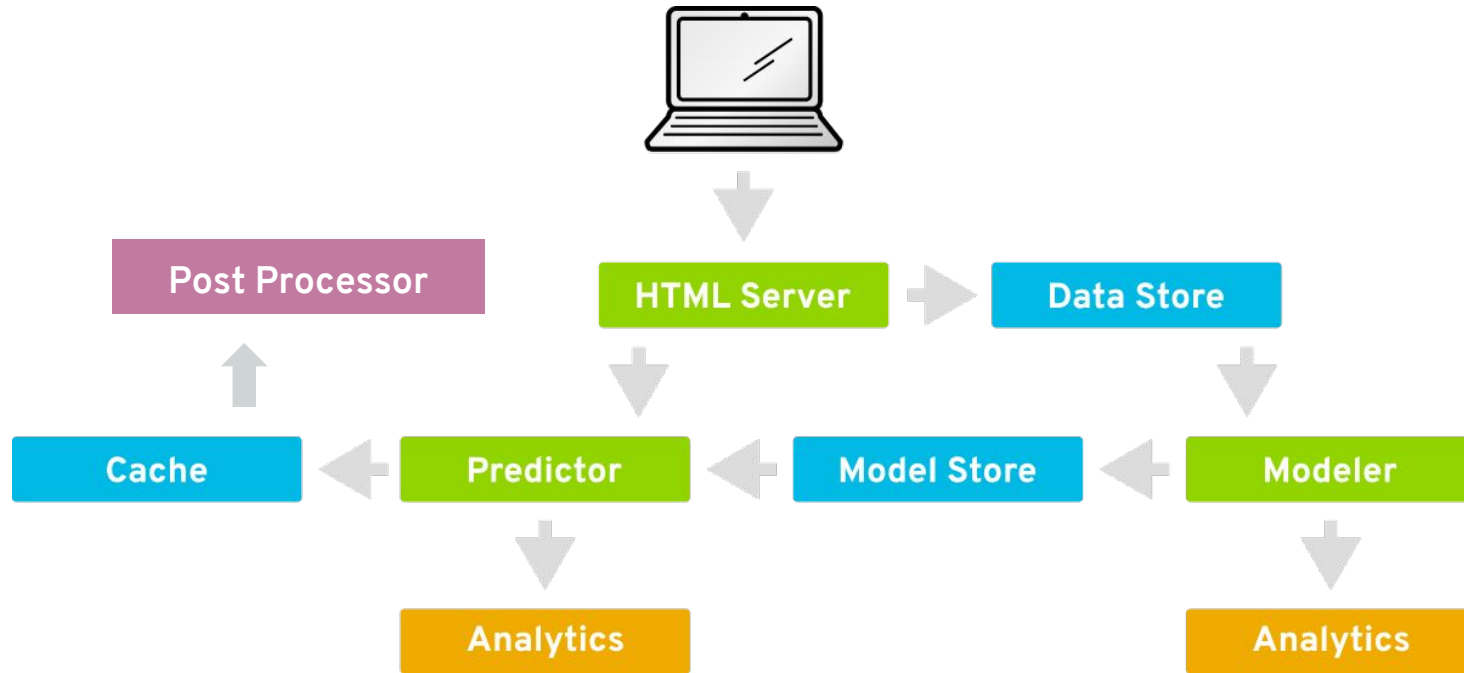 Post Processor
HTML Server
Data Store
Cache
Predictor
Model Store
Modeler
Analytics
Analytics